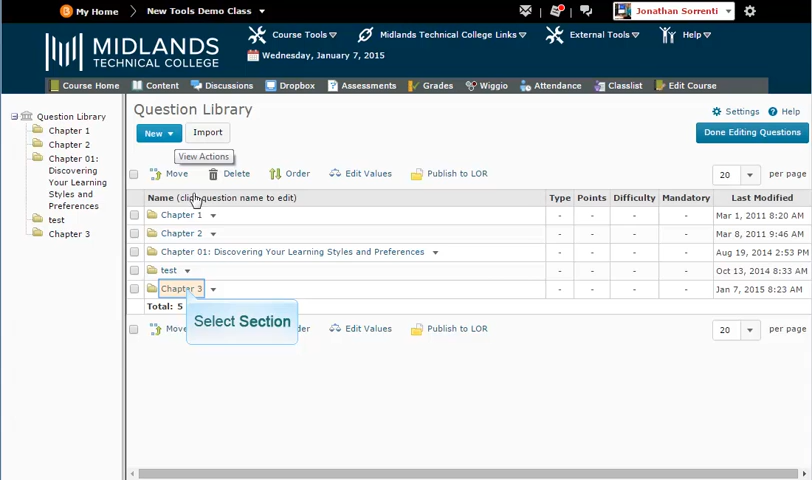 My Home New Tools Demo Class Jonathan Sorrenti
MIDLANDS
TECHNICAL COLLEGE
Course Tools Midlands Technical College Links External Tools Help
Wednesday, January 7, 2015
Course Home Content Discussions Dropbox Assessments Grades Wiggio Attendance Classlist Edit Course
Question Library
Chapter 1
Chapter 2
Chapter 01:
Discovering
Your Learning
Styles and
Preferences
test
Chapter 3
Question Library
Settings Help
New Import Done Editing Questions
View Actions
Move Delete Order Edit Values Publish to LOR 20 per page
Name (click question name to edit) Type Points Difficulty Mandatory Last Modified
Chapter 1 - - - - Mar 1, 2011 8:20 AM
Chapter 2 - - - - Mar 8, 2011 9:46 AM
Chapter 01: Discovering Your Learning Styles and Preferences - - - - Aug 19, 2014 2:53 PM
test - - - - Oct 13, 2014 8:33 AM
Chapter 3 - - - - Jan 7, 2015 8:23 AM
Total: 5
Select Section
Edit Values Publish to LOR 20 per page